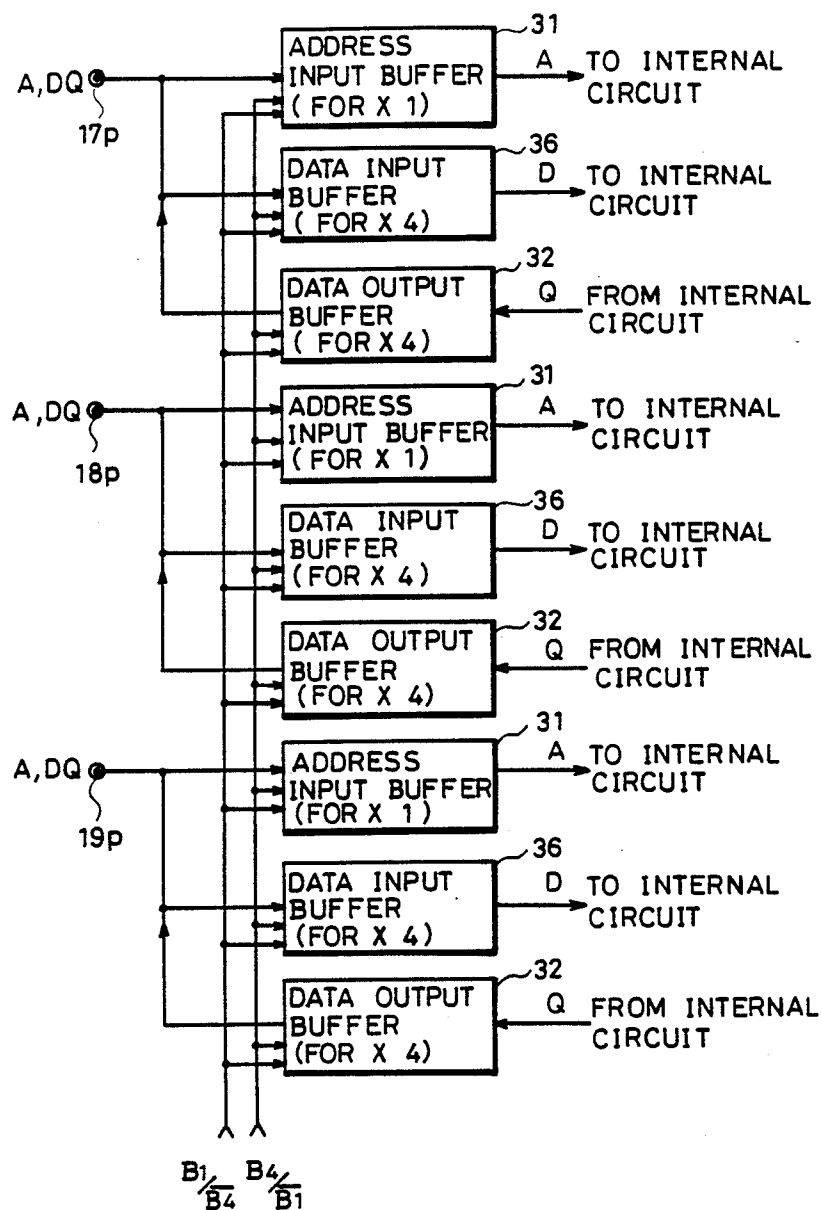 31
ADDRESS
INPUT BUFFER
(FOR X 1)
A, DQ
17p
A
TO INTERNAL
CIRCUIT
36
DATA INPUT
BUFFER
( FOR X 4)
D
TO INTERNAL
CIRCUIT
32
DATA OUTPUT
BUFFER
( FOR X 4)
Q
FROM INTERNAL
CIRCUIT
31
ADDRESS
INPUT BUFFER
(FOR X 1)
A, DQ
18p
A
TO INTERNAL
CIRCUIT
36
DATA INPUT
BUFFER
(FOR X 4)
D
TO INTERNAL
CIRCUIT
32
DATA OUTPUT
BUFFER
(FOR X 4)
Q
FROM INTERNAL
CIRCUIT
31
ADDRESS
INPUT BUFFER
(FOR X 1)
A, DQ
19p
A
TO INTERNAL
CIRCUIT
36
DATA INPUT
BUFFER
(FOR X 4)
D
TO INTERNAL
CIRCUIT
32
DATA OUTPUT
BUFFER
(FOR X 4)
Q
FROM INTERNAL
CIRCUIT
B1/B̅4̅ B4/B̅1̅